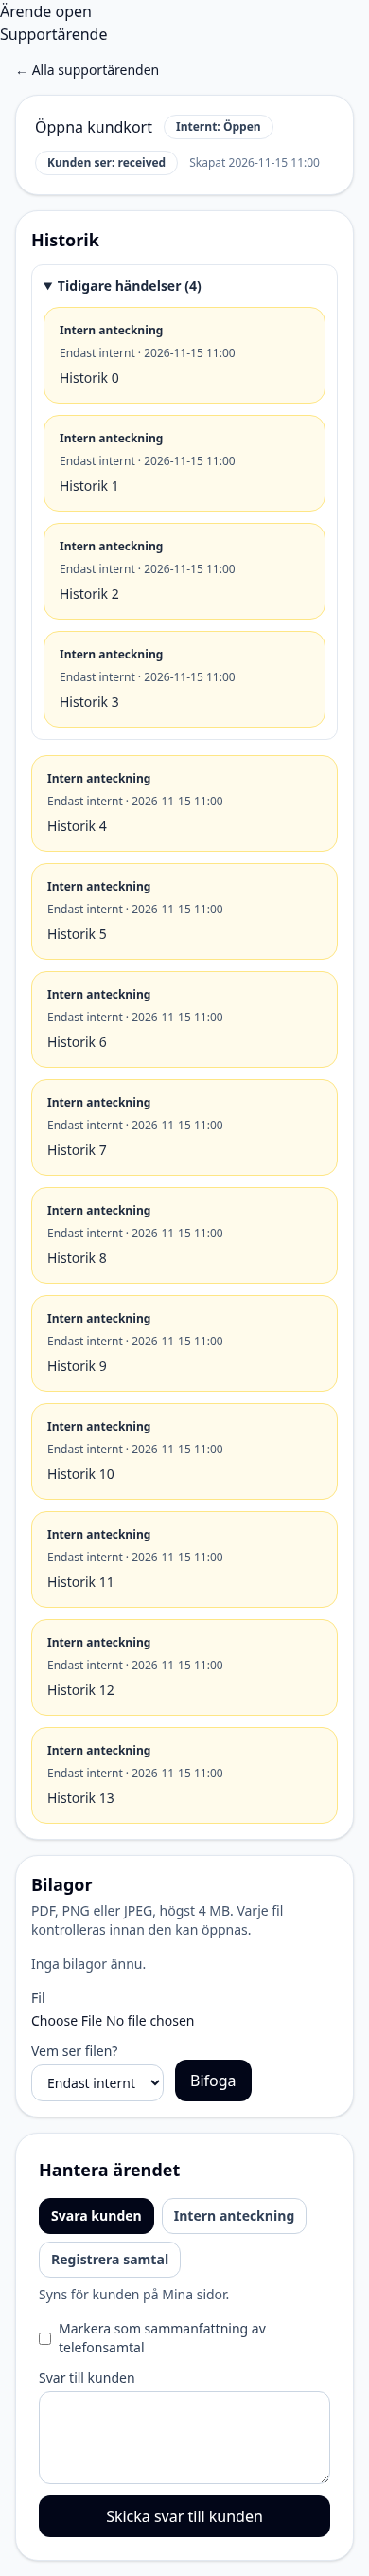 Ärende open
Supportärende
← Alla supportärenden
Öppna kundkort Internt: Öppen
Kunden ser: received Skapat 2026-11-15 11:00
Historik
▼ Tidigare händelser (4)
Intern anteckning
Endast internt · 2026-11-15 11:00
Historik 0
Intern anteckning
Endast internt · 2026-11-15 11:00
Historik 1
Intern anteckning
Endast internt · 2026-11-15 11:00
Historik 2
Intern anteckning
Endast internt · 2026-11-15 11:00
Historik 3
Intern anteckning
Endast internt · 2026-11-15 11:00
Historik 4
Intern anteckning
Endast internt · 2026-11-15 11:00
Historik 5
Intern anteckning
Endast internt · 2026-11-15 11:00
Historik 6
Intern anteckning
Endast internt · 2026-11-15 11:00
Historik 7
Intern anteckning
Endast internt · 2026-11-15 11:00
Historik 8
Intern anteckning
Endast internt · 2026-11-15 11:00
Historik 9
Intern anteckning
Endast internt · 2026-11-15 11:00
Historik 10
Intern anteckning
Endast internt · 2026-11-15 11:00
Historik 11
Intern anteckning
Endast internt · 2026-11-15 11:00
Historik 12
Intern anteckning
Endast internt · 2026-11-15 11:00
Historik 13
Bilagor
PDF, PNG eller JPEG, högst 4 MB. Varje fil
kontrolleras innan den kan öppnas.
Inga bilagor ännu.
Fil
Choose File No file chosen
Vem ser filen?
Endast internt Bifoga
Hantera ärendet
Svara kunden Intern anteckning
Registrera samtal
Syns för kunden på Mina sidor.
Markera som sammanfattning av
telefonsamtal
Svar till kunden
Skicka svar till kunden